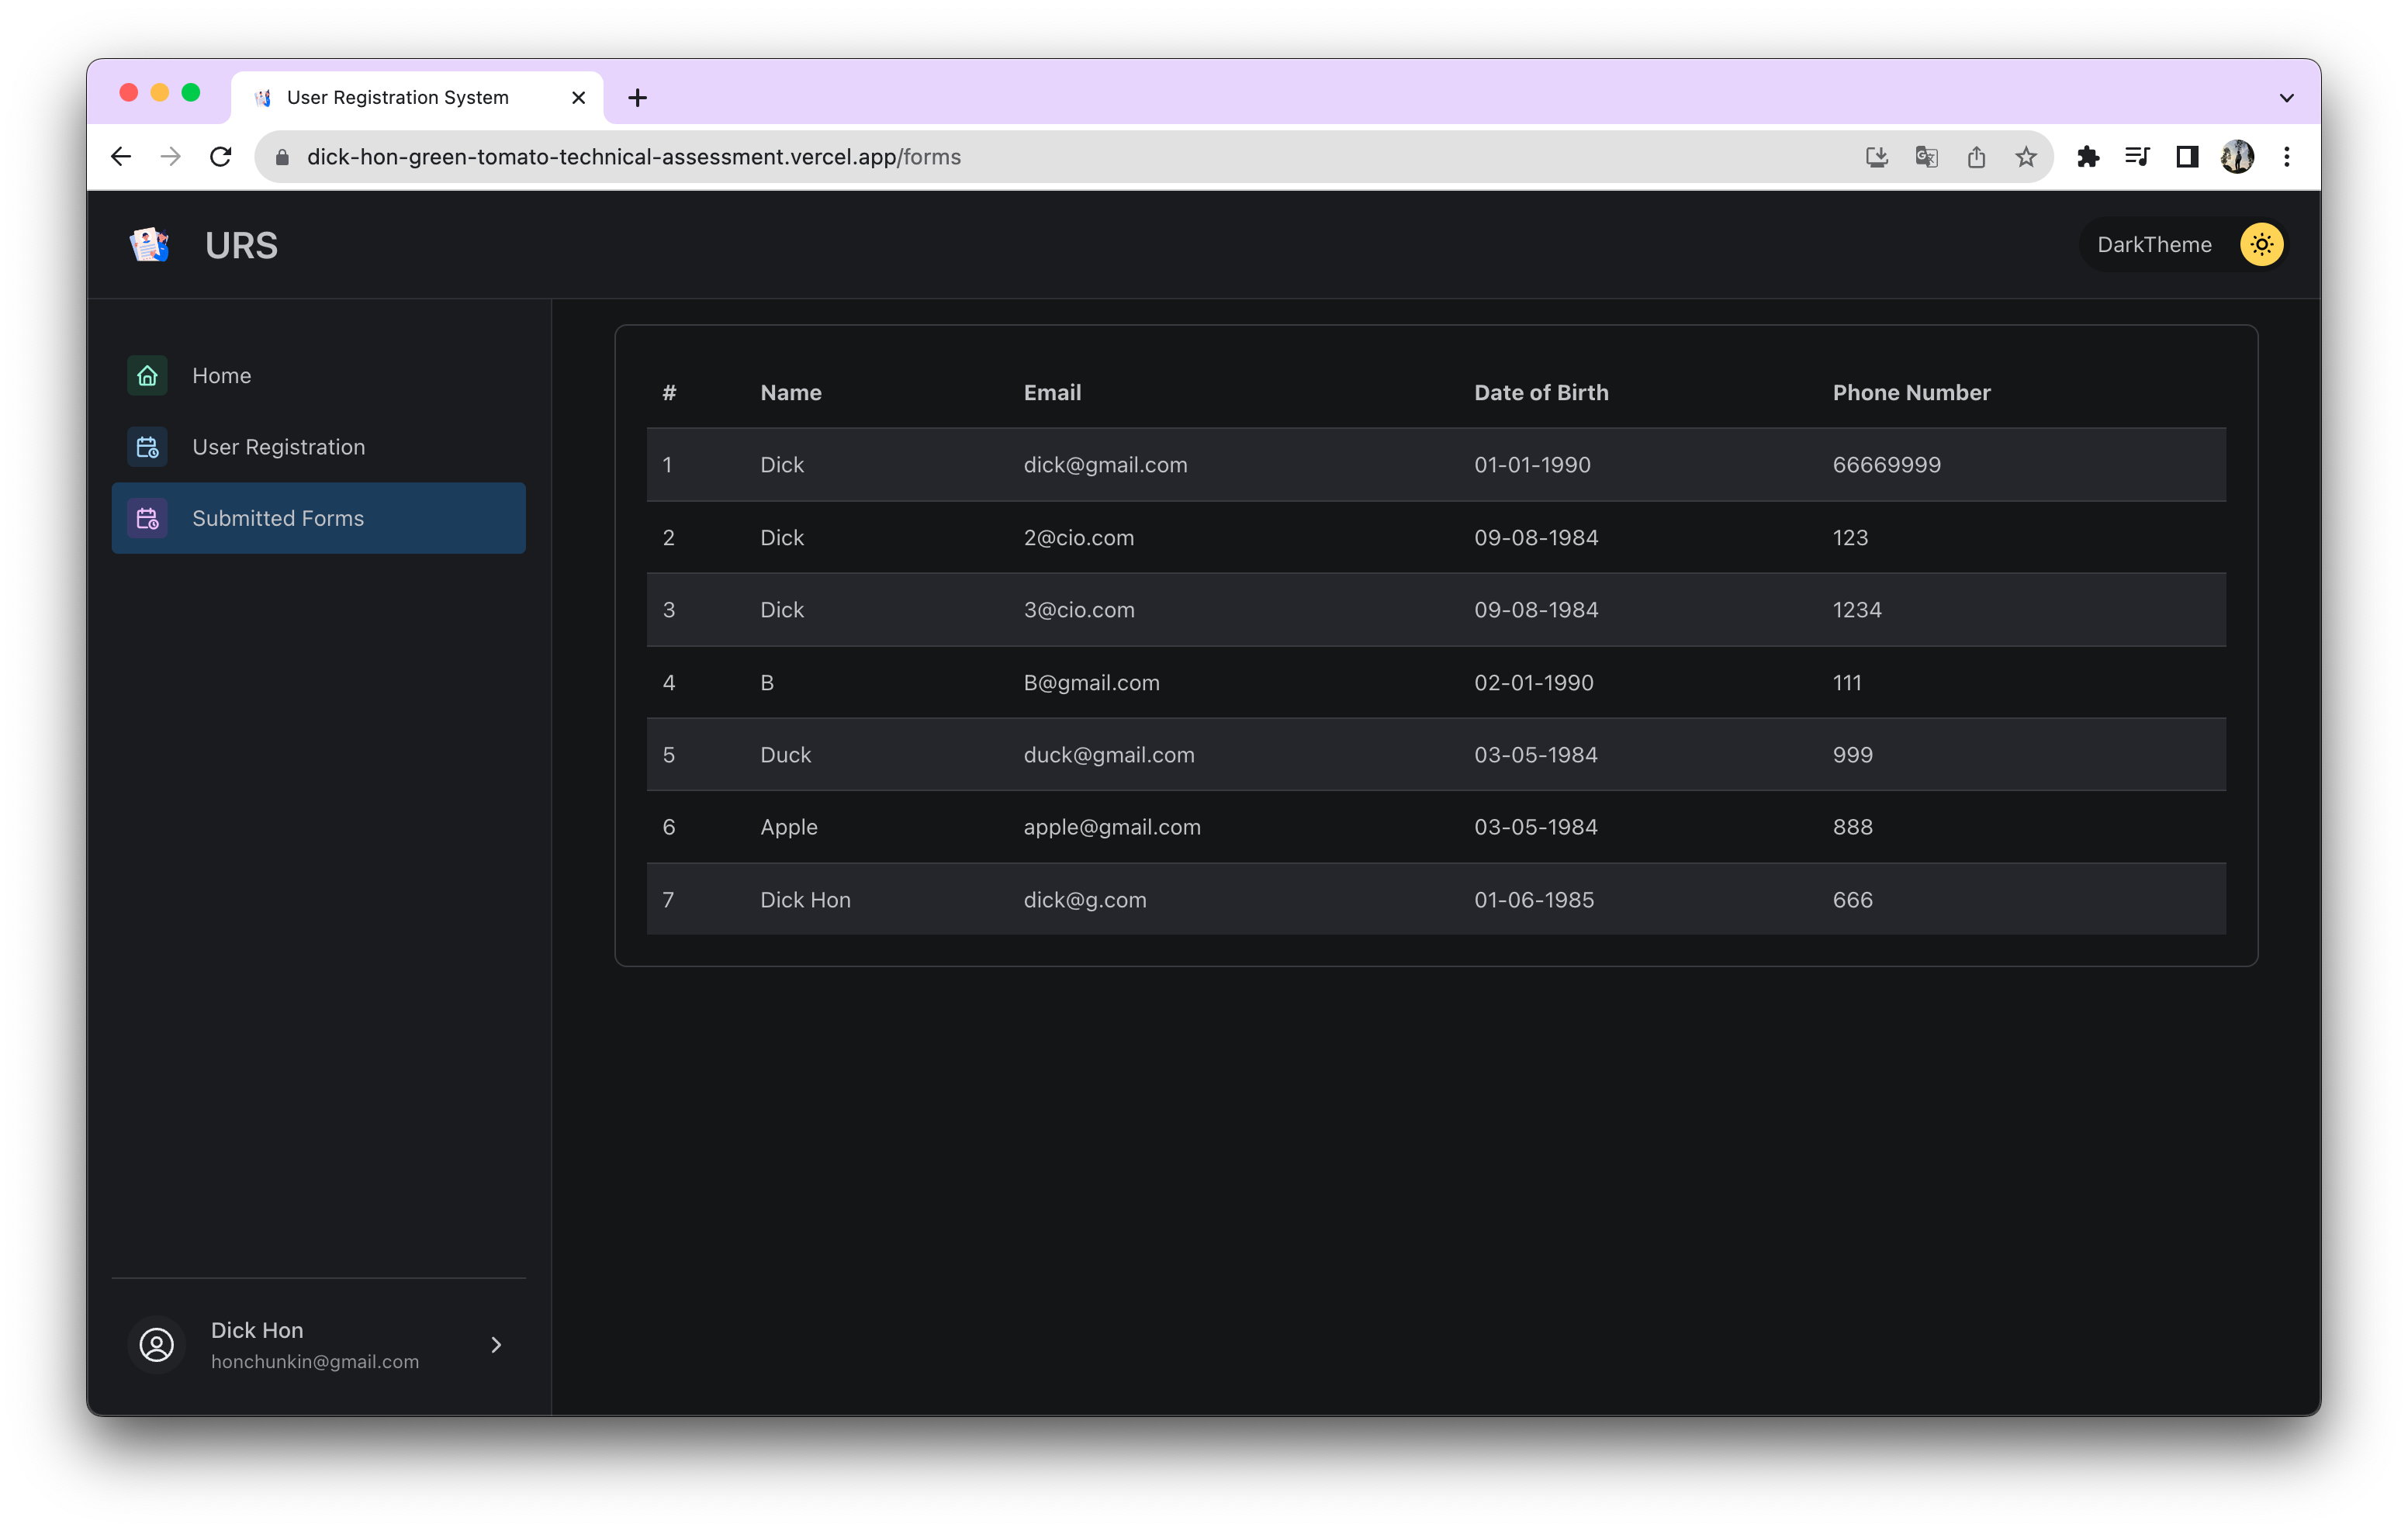 User Registration System
dick-hon-green-tomato-technical-assessment.vercel.app/forms
URS
DarkTheme
Home
User Registration
Submitted Forms
# Name Email Date of Birth Phone Number
1 Dick dick@gmail.com 01-01-1990 66669999
2 Dick 2@cio.com 09-08-1984 123
3 Dick 3@cio.com 09-08-1984 1234
4 B B@gmail.com 02-01-1990 111
5 Duck duck@gmail.com 03-05-1984 999
6 Apple apple@gmail.com 03-05-1984 888
7 Dick Hon dick@g.com 01-06-1985 666
Dick Hon
honchunkin@gmail.com